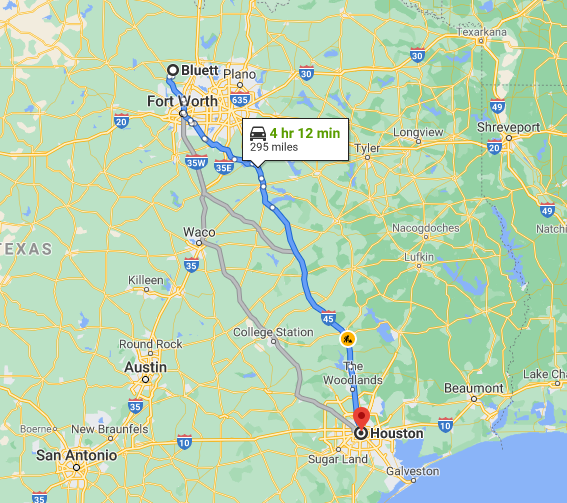 Texarkana
30
Bluett
Plano
30
635
49
Fort Worth
4 hr 12 min
295 miles
20
Longview
Shreveport
Tyler
20
35W
35E
49
Nacogdoches
Natchi
Waco
TEXAS
Lufkin
35
Killeen
45
College Station
Round Rock
The
Woodlands
Austin
Lake Cha
Beaumont
35
Boerne
New Braunfels
10
Houston
10
San Antonio
Sugar Land
Galveston
35